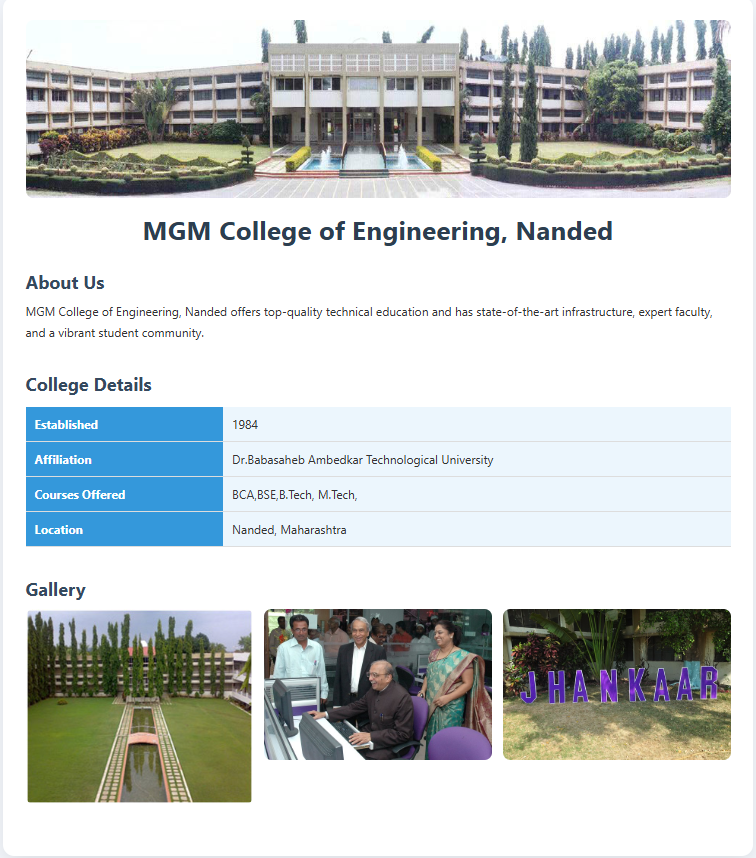 MGM College of Engineering, Nanded
About Us
MGM College of Engineering, Nanded offers top-quality technical education and has state-of-the-art infrastructure, expert faculty,
and a vibrant student community.
College Details
Established 1984
Affiliation Dr.Babasaheb Ambedkar Technological University
Courses Offered BCA,BSE,B.Tech, M.Tech,
Location Nanded, Maharashtra
Gallery
JHANKAAR